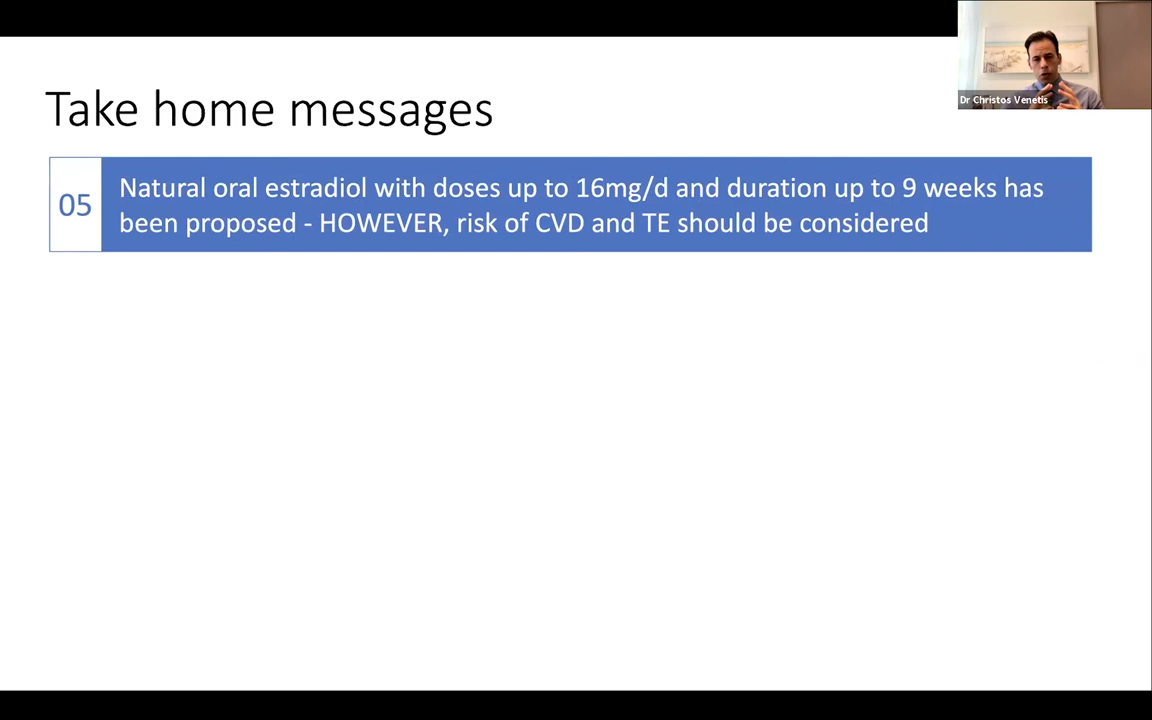 Dr Christos Venetis
Take home messages
05
Natural oral estradiol with doses up to 16mg/d and duration up to 9 weeks has
been proposed - HOWEVER, risk of CVD and TE should be considered